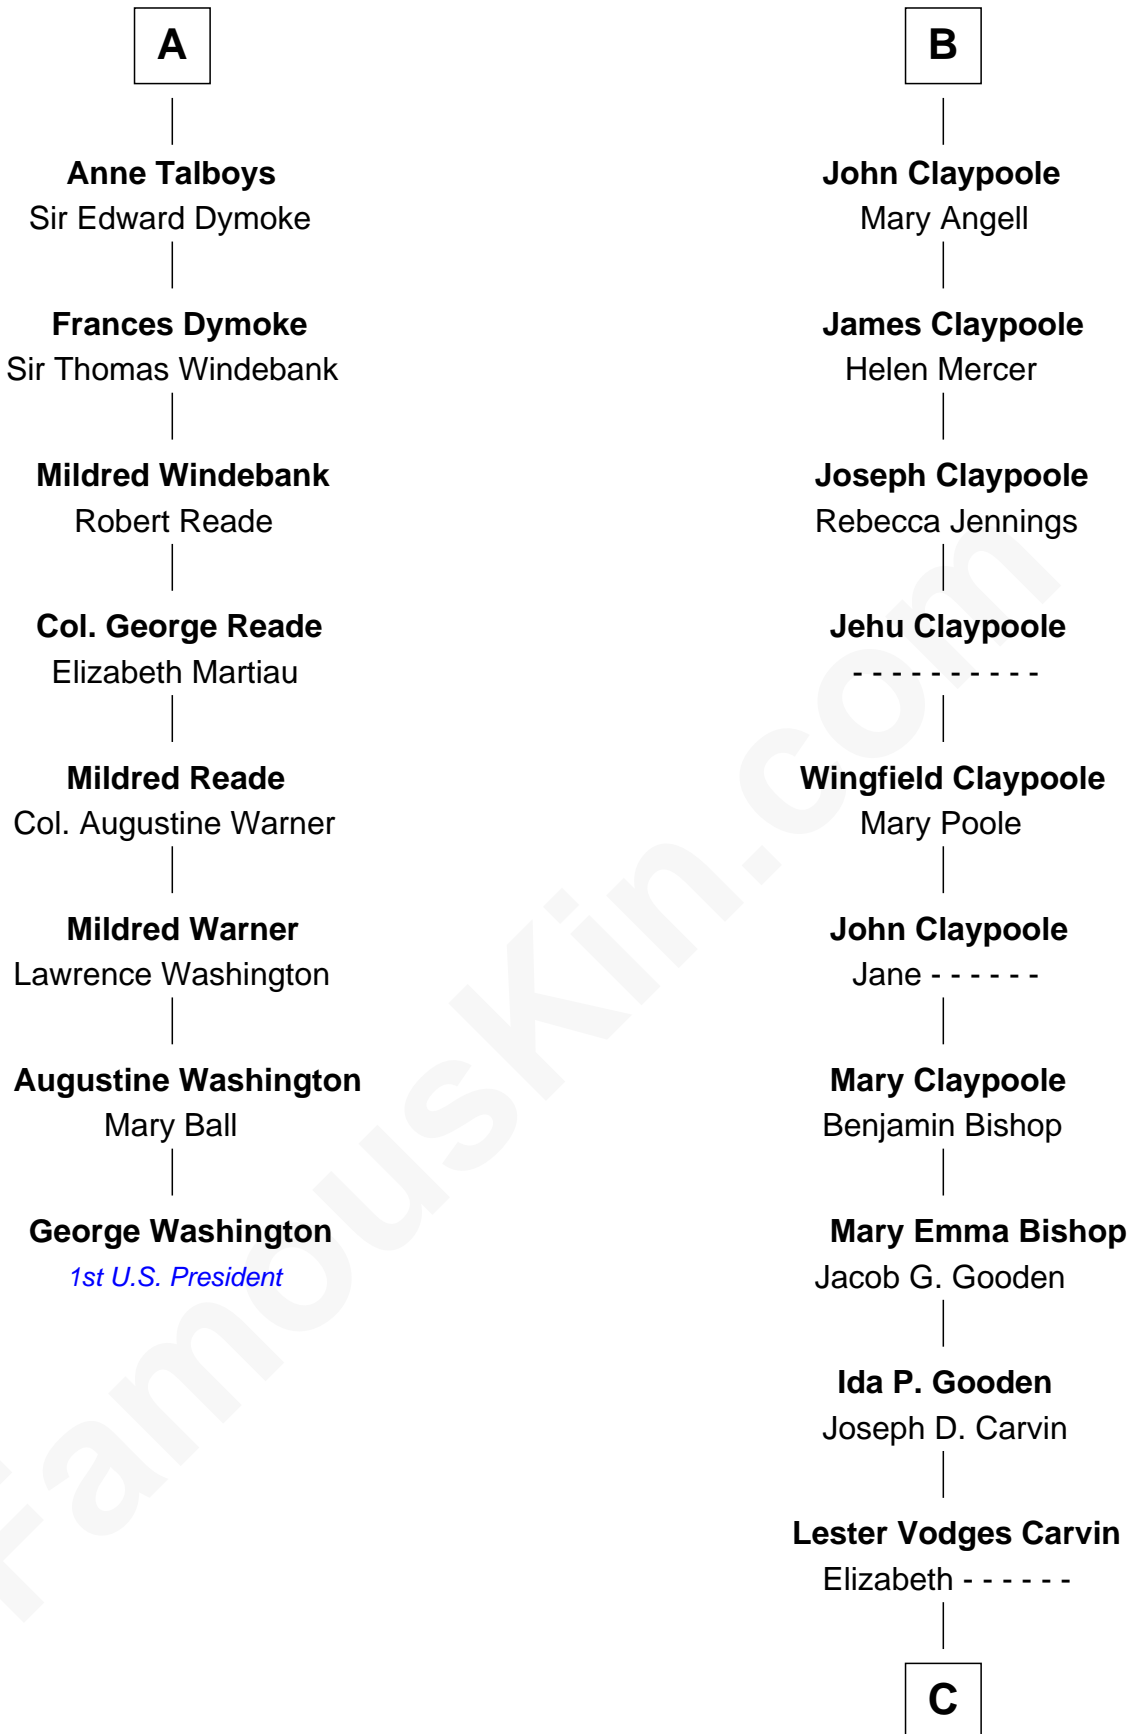 A
Anne Talboys
Sir Edward Dymoke
Frances Dymoke
Sir Thomas Windebank
Mildred Windebank
Robert Reade
Col. George Reade
Elizabeth Martiau
Mildred Reade
Col. Augustine Warner
Mildred Warner
Lawrence Washington
Augustine Washington
Mary Ball
George Washington
1st U.S. President
B
John Claypoole
Mary Angell
James Claypoole
Helen Mercer
Joseph Claypoole
Rebecca Jennings
Jehu Claypoole
- - - - - - - - - -
Wingfield Claypoole
Mary Poole
John Claypoole
Jane - - - - - -
Mary Claypoole
Benjamin Bishop
Mary Emma Bishop
Jacob G. Gooden
Ida P. Gooden
Joseph D. Carvin
Lester Vodges Carvin
Elizabeth - - - - - -
C
FamousKin.com